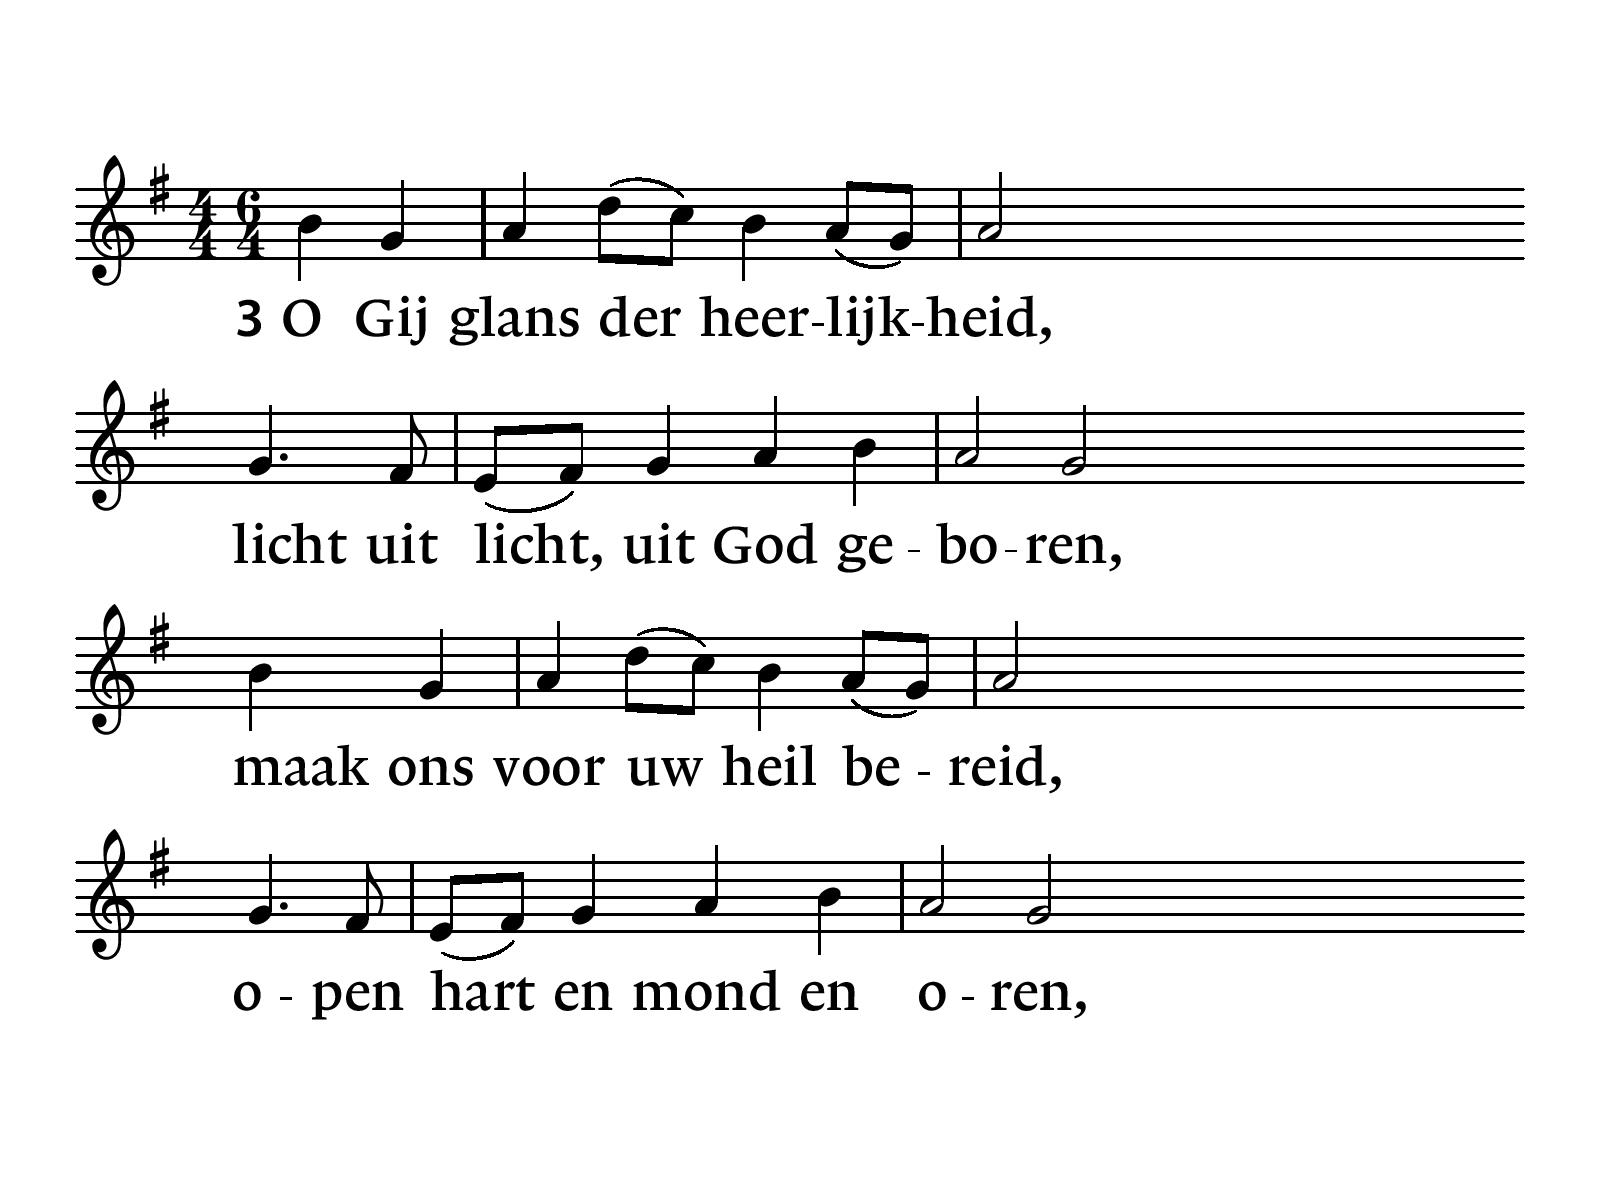 3 O Gij glans der heer-lijk-heid,
licht uit licht, uit God ge - bo - ren,
maak ons voor uw heil be - reid,
o - pen hart en mond en o - ren,